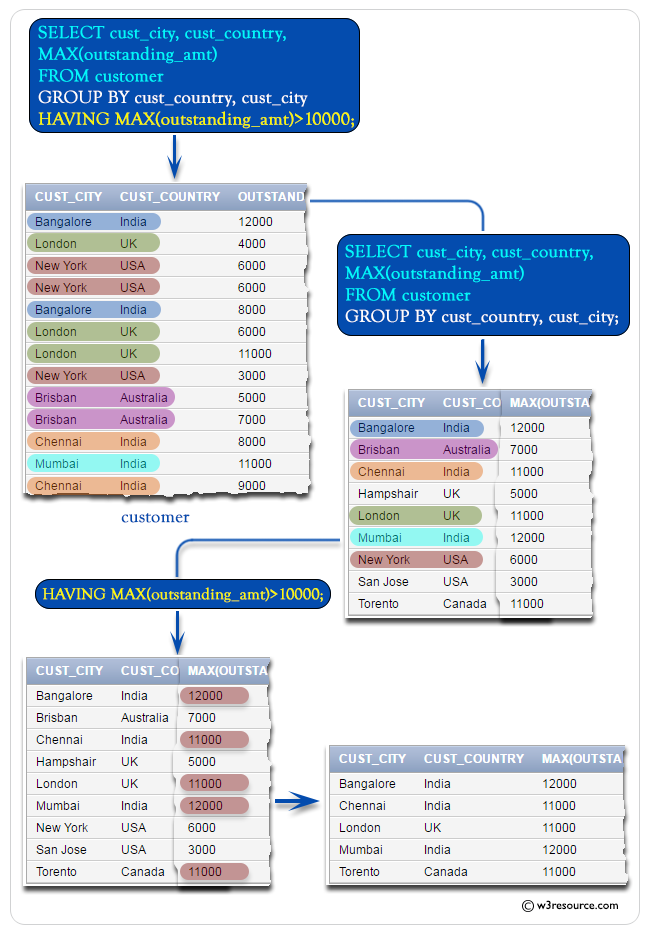 SELECT cust_city, cust_country,
MAX(outstanding_amt)
FROM customer
GROUP BY cust_country, cust_city
HAVING MAX(outstanding_amt)>10000;
CUST_CITY CUST_COUNTRY OUTSTAND
Bangalore India 12000
London UK 4000
New York USA 6000
New York USA 6000
Bangalore India 8000
London UK 6000
London UK 11000
New York USA 3000
Brisban Australia 5000
Brisban Australia 7000
Chennai India 8000
Mumbai India 11000
Chennai India 9000
customer
SELECT cust_city, cust_country,
MAX(outstanding_amt)
FROM customer
GROUP BY cust_country, cust_city;
CUST_CITY CUST_CO MAX(OUTSTA
Bangalore India 12000
Brisban Australia 7000
Chennai India 11000
Hampshair UK 5000
London UK 11000
Mumbai India 12000
New York USA 6000
San Jose USA 3000
Torento Canada 11000
HAVING MAX(outstanding_amt)>10000;
CUST_CITY CUST_CO MAX(OUTSTA
Bangalore India 12000
Brisban Australia 7000
Chennai India 11000
Hampshair UK 5000
London UK 11000
Mumbai India 12000
New York USA 6000
San Jose USA 3000
Torento Canada 11000
CUST_CITY CUST_COUNTRY MAX(OUTSTA
Bangalore India 12000
Chennai India 11000
London UK 11000
Mumbai India 12000
Torento Canada 11000
© w3resource.com